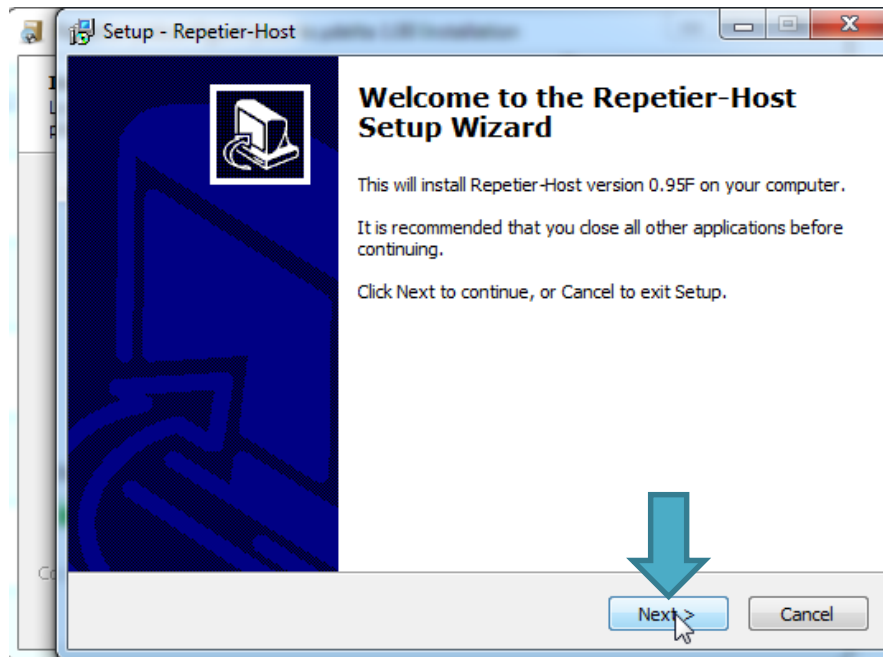 Setup - Repetier-Host
Welcome to the Repetier-Host
Setup Wizard
This will install Repetier-Host version 0.95F on your computer.
It is recommended that you close all other applications before
continuing.
Click Next to continue, or Cancel to exit Setup.
Next >
Cancel